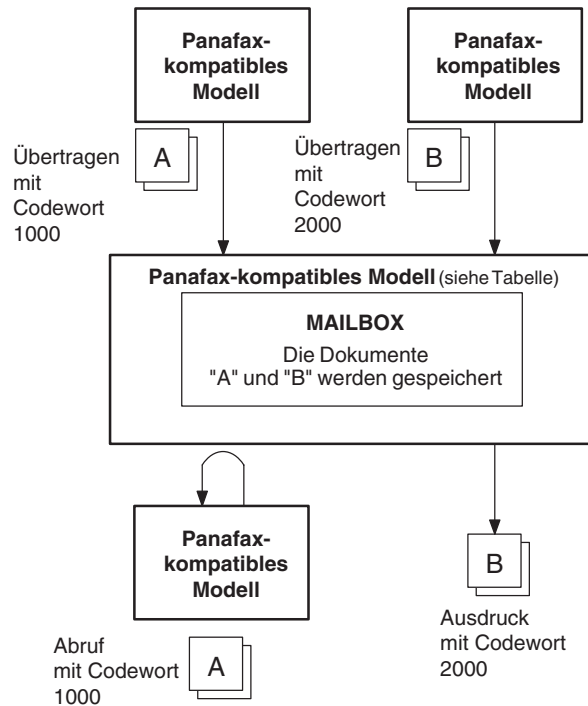 Panafax-
kompatibles
Modell
Panafax-
kompatibles
Modell
Übertragen
mit
Codewort
1000
A
Übertragen
mit
Codewort
2000
B
Panafax-kompatibles Modell (siehe Tabelle)
MAILBOX
Die Dokumente
"A" und "B" werden gespeichert
Panafax-
kompatibles
Modell
B
Ausdruck
mit Codewort
2000
Abruf
mit Codewort
1000
A